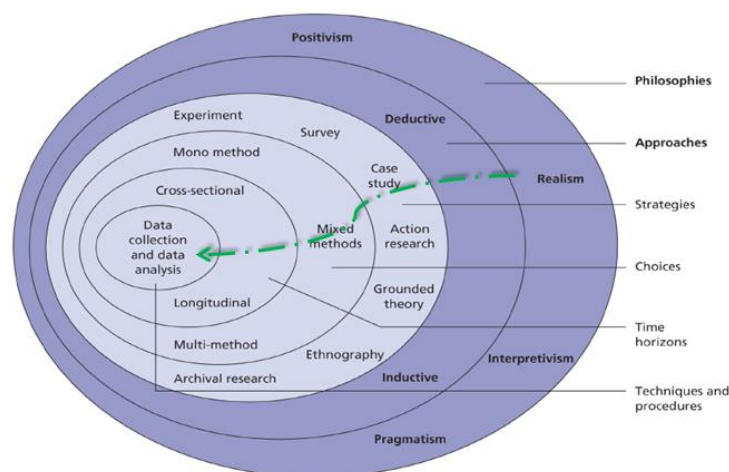 Positivism
Philosophies
Experiment
Deductive
Survey
Approaches
Mono method
Case
study
Realism
Cross-sectional
Strategies
Data
collection
and data
analysis
Mixed
methods
Action
research
Choices
Grounded
theory
Longitudinal
Time
horizons
Multi-method
Ethnography
Interpretivism
Archival research
Inductive
Techniques and
procedures
Pragmatism